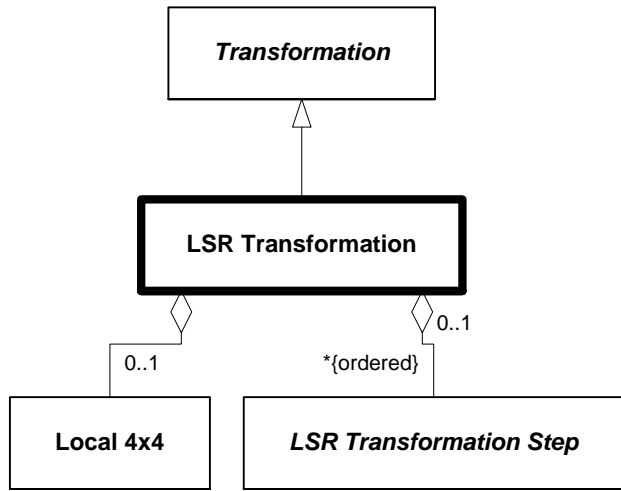 Transformation
LSR Transformation
0..1
0..1
*{ordered}
Local 4x4
LSR Transformation Step